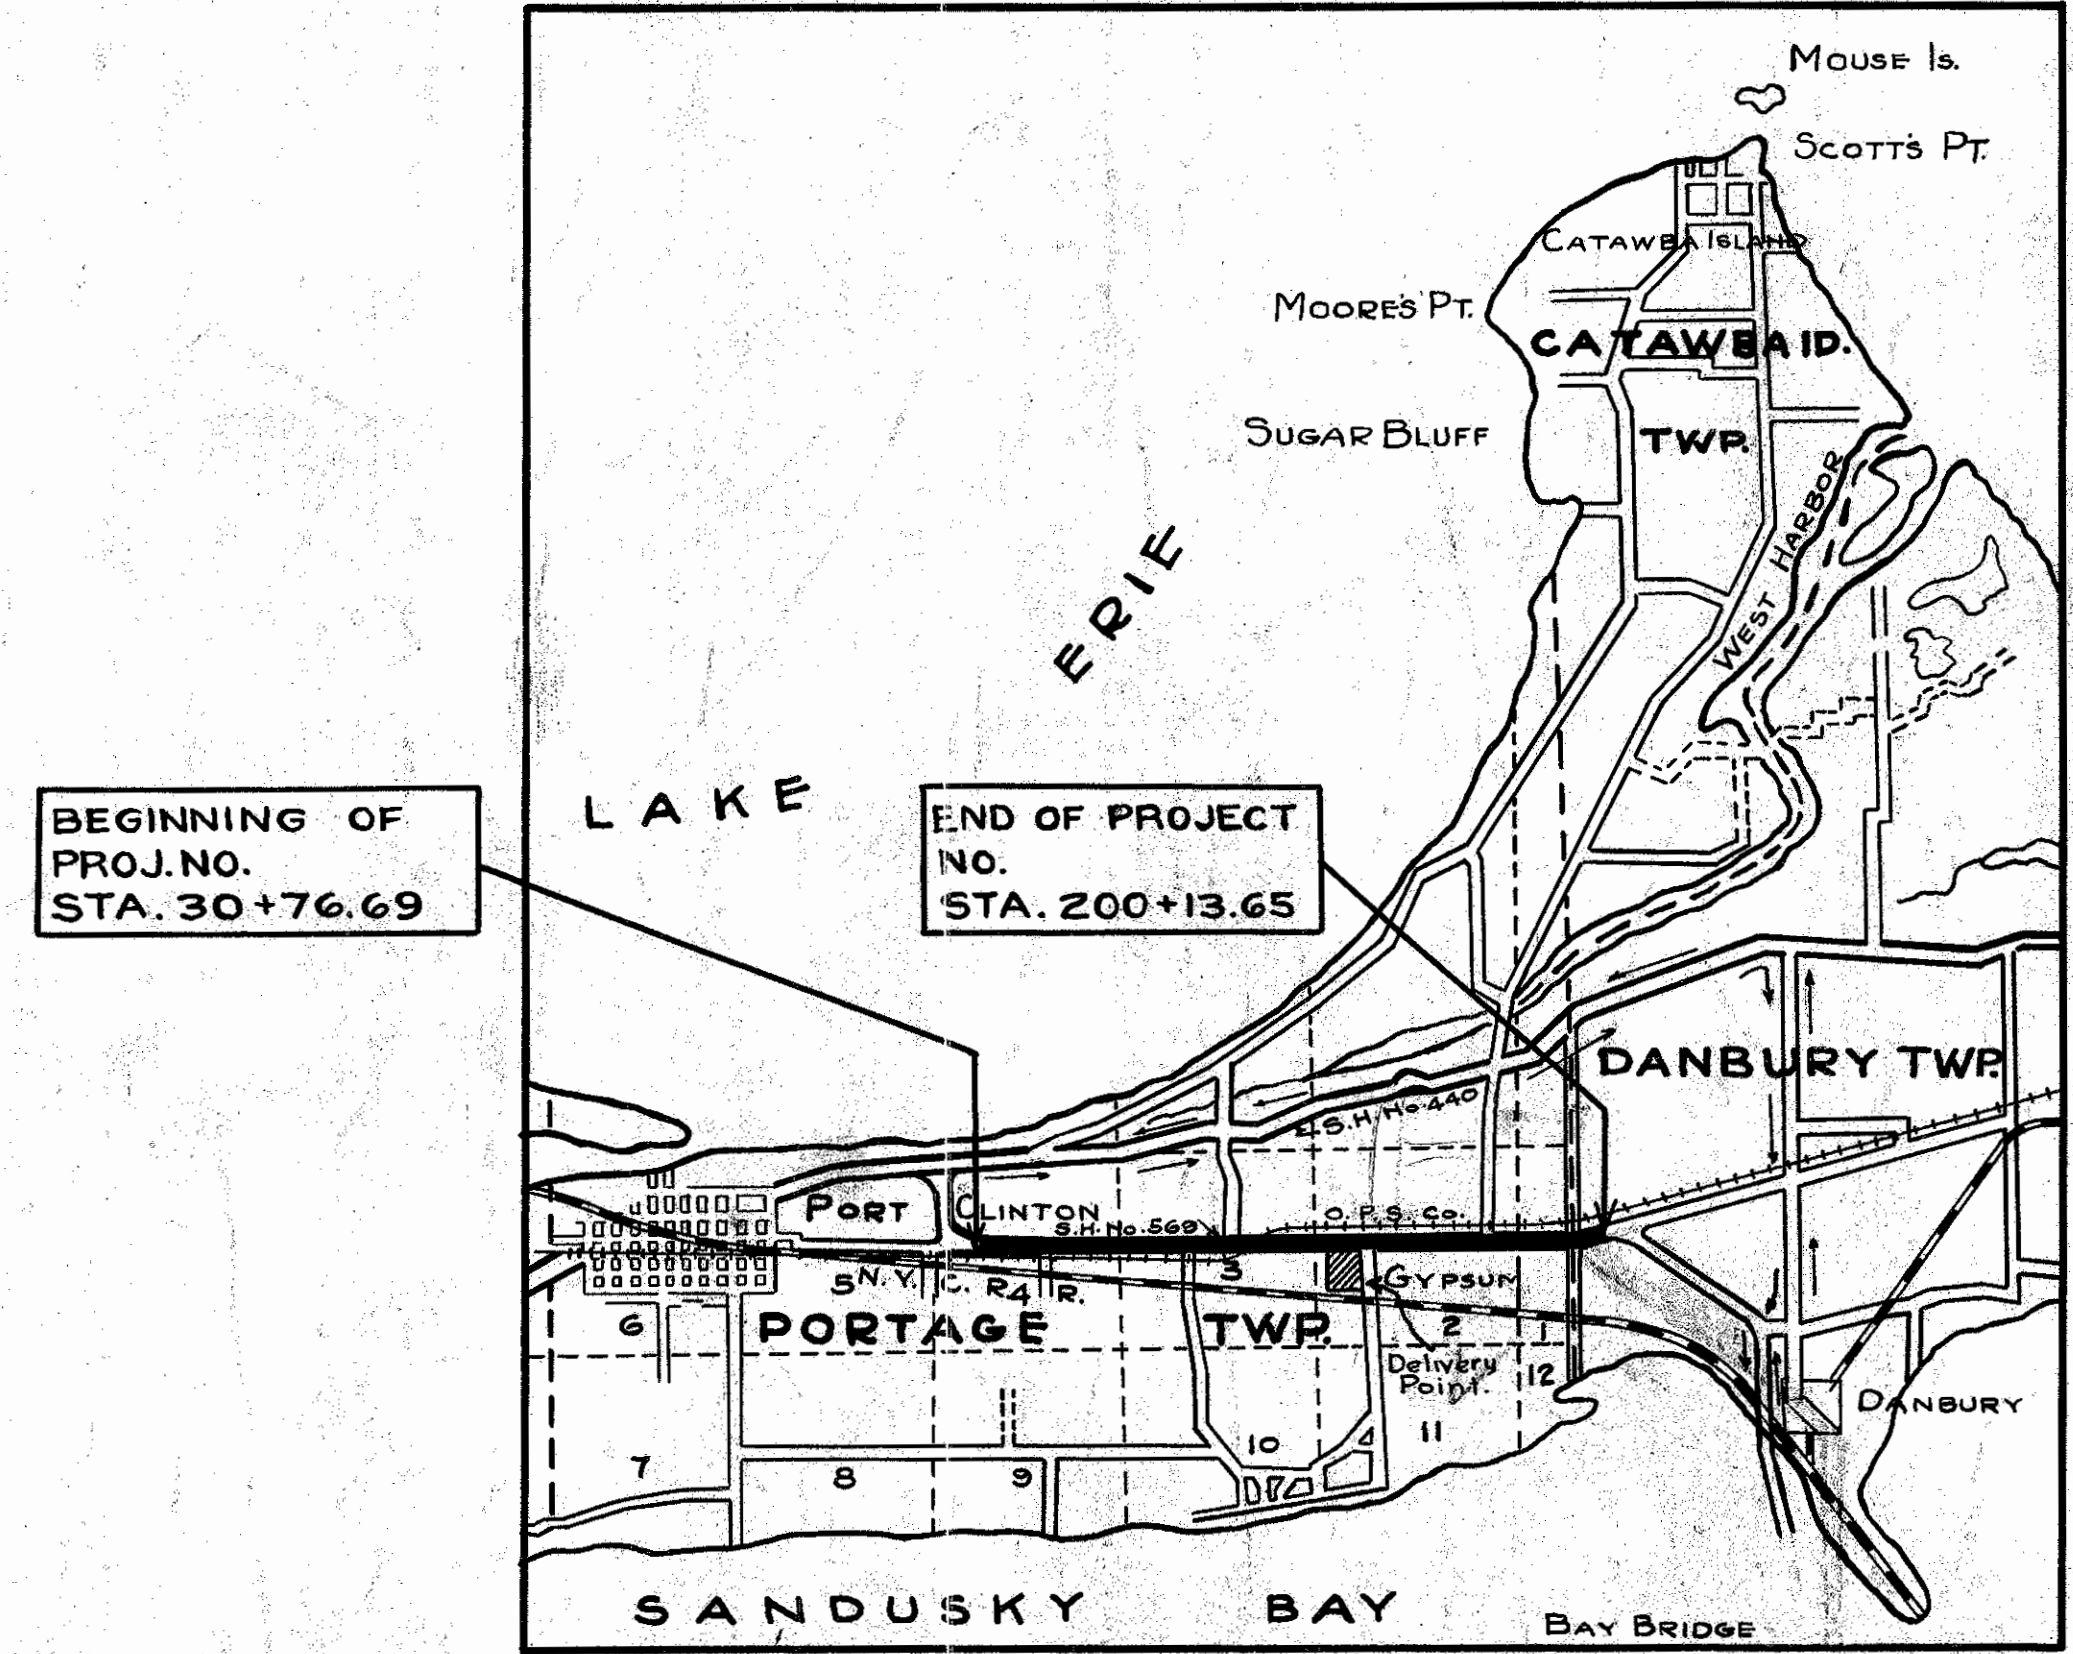 MOUSE IS.
SCOTT'S PT.
CATAWBA ISLAND
MOORE'S PT.
CATAWBA ID.
SUGAR BLUFF
TWP.
WEST HARBOR
LAKE ERIE
BEGINNING OF
PROJ. NO.
STA. 30+76.69
END OF PROJECT
NO.
STA. 200+13.65
DANBURY TWP.
S.H. No. 440
PORT CLINTON
S.H. No. 569
O. P. S. Co.
5 N. Y. C. R 4 R. 3
GYPSUM
6 PORTAGE TWP. 2 1
Delivery
Point.
12
DANBURY
7 8 9 10 11
SANDUSKY BAY
BAY BRIDGE